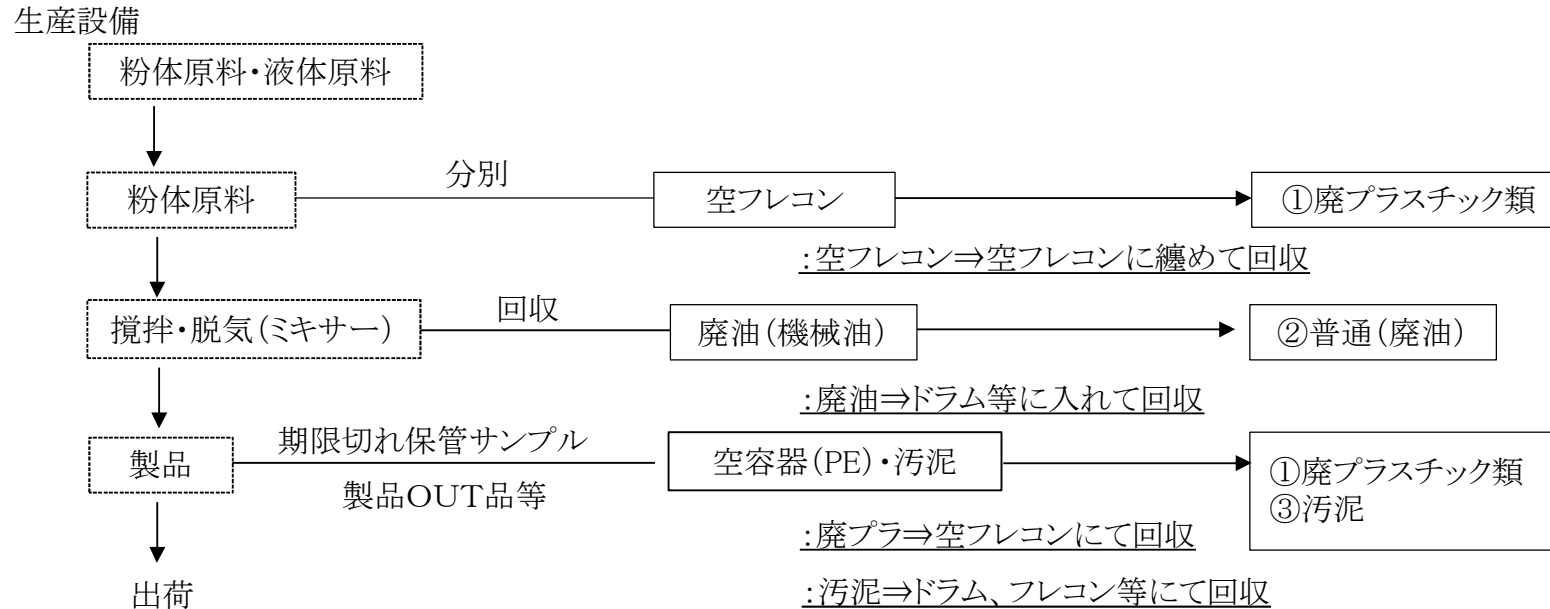 生産設備
粉体原料・液体原料
分別
粉体原料
空フレコン
①廃プラスチック類
:空フレコン⇒空フレコンに纏めて回収
回収
撹拌・脱気(ミキサー)
廃油(機械油)
②普通(廃油)
:廃油⇒ドラム等に入れて回収
期限切れ保管サンプル
製品
空容器(PE)・汚泥
製品OUT品等
①廃プラスチック類
③汚泥
:廃プラ⇒空フレコンにて回収
出荷
:汚泥⇒ドラム、フレコン等にて回収